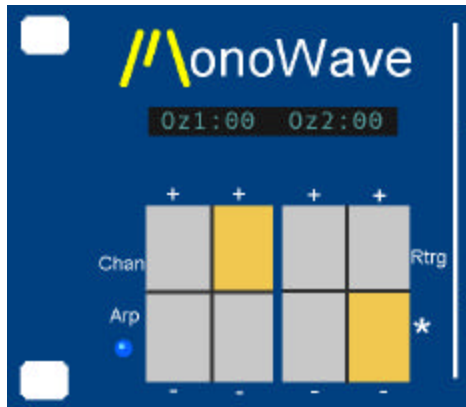 MonoWave
Oz1:00 Oz2:00
+ + + +
Chan Rtrg
Arp *
- - - -